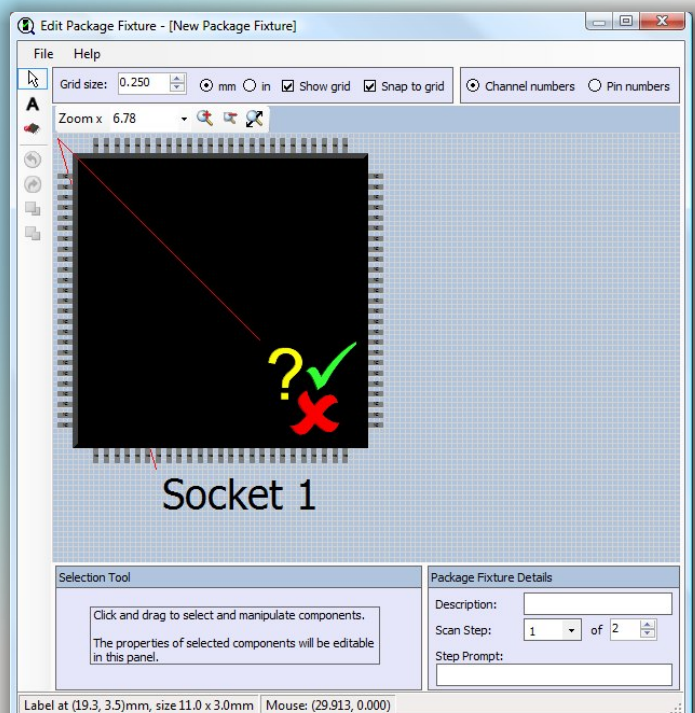 Edit Package Fixture - [New Package Fixture]
File Help
Grid size: 0.250 mm in Show grid Snap to grid Channel numbers Pin numbers
A
Zoom x 6.78
?
Socket 1
Selection Tool
Click and drag to select and manipulate components.
The properties of selected components will be editable
in this panel.
Package Fixture Details
Description:
Scan Step: 1 of 2
Step Prompt:
Label at (19.3, 3.5)mm, size 11.0 x 3.0mm Mouse: (29.913, 0.000)